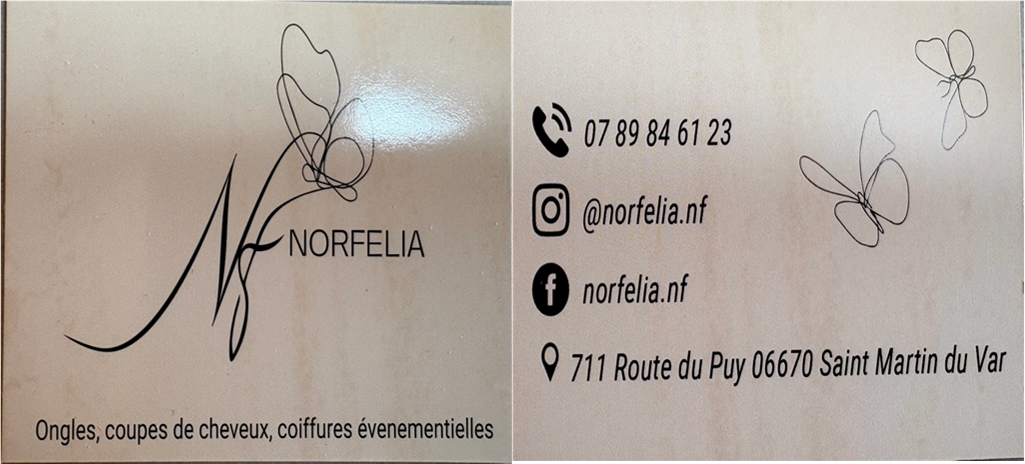 Nf
NORFELIA
Ongles, coupes de cheveux, coiffures évenementielles
07 89 84 61 23
@norfelia.nf
norfelia.nf
711 Route du Puy 06670 Saint Martin du Var